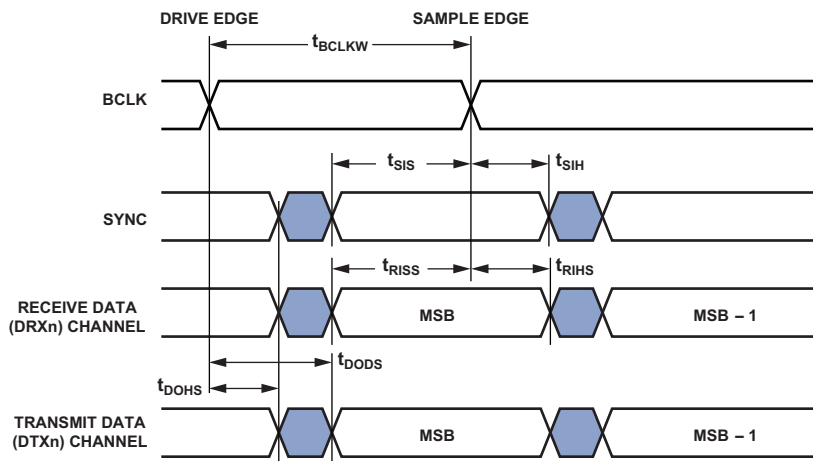 DRIVE EDGE
SAMPLE EDGE
tBCLKW
BCLK
tSIS
tSIH
SYNC
tRISS
tRIHS
RECEIVE DATA
(DRXn) CHANNEL
MSB
MSB – 1
tDODS
tDOHS
TRANSMIT DATA
(DTXn) CHANNEL
MSB
MSB – 1